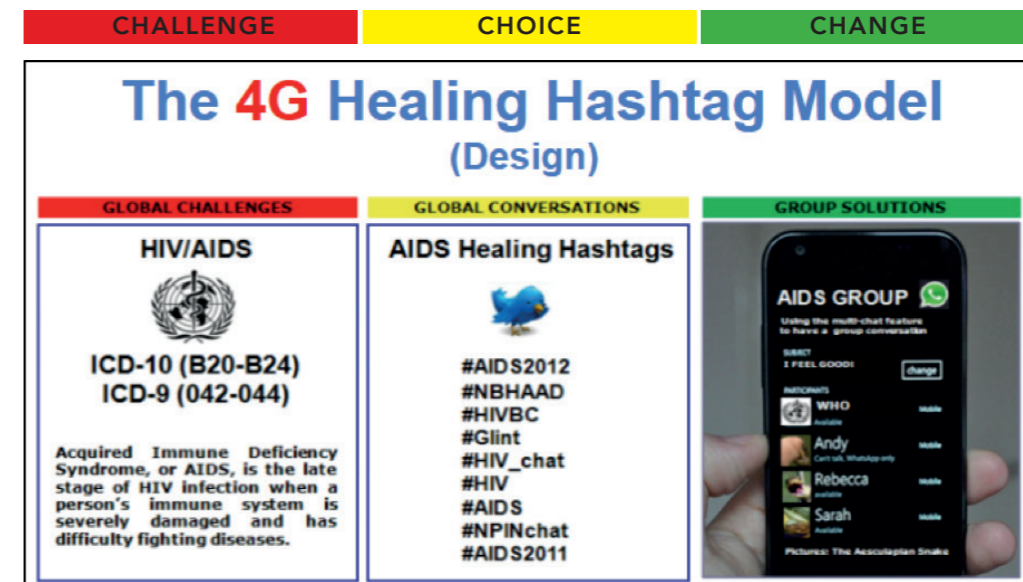 CHALLENGE
CHOICE
CHANGE
The 4G Healing Hashtag Model
(Design)
GLOBAL CHALLENGES
HIV/AIDS
ICD-10 (B20-B24)
ICD-9 (042-044)
Acquired Immune Deficiency
Syndrome, or AIDS, is the late
stage of HIV infection when a
person's immune system is
severely damaged and has
difficulty fighting diseases.
GLOBAL CONVERSATIONS
AIDS Healing Hashtags
#AIDS2012
#NBHAAD
#HIVBC
#Glint
#HIV_chat
#HIV
#AIDS
#NPINchat
#AIDS2011
GROUP SOLUTIONS
AIDS GROUP
Using the multi-chat feature
to have a group conversation
SUBJECT
I FEEL GOOD!
change
PARTICIPANTS
WHO
Mobile
Available
Andy
Mobile
Can't talk, WhatsApp only
Rebecca
Mobile
available
Sarah
Mobile
Available
Pictures: The Aesculapian Snake